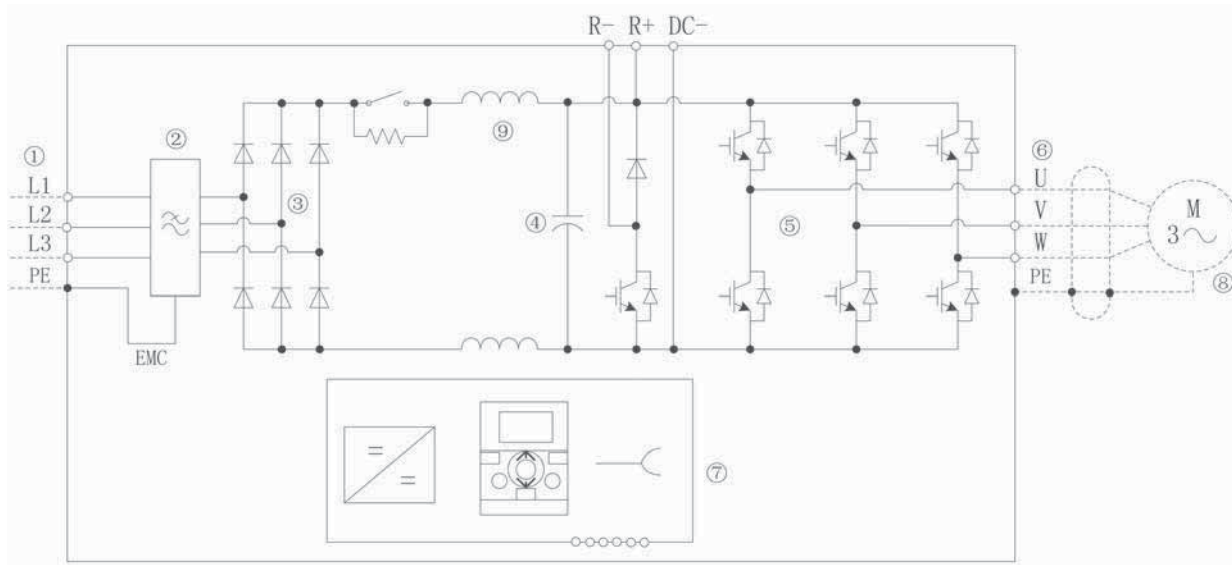 R- R+ DC-
①
②
⑨
L1
L2
L3
PE
EMC
③
④
⑤
⑥
U
V
W
PE
M
3
⑧
⑦